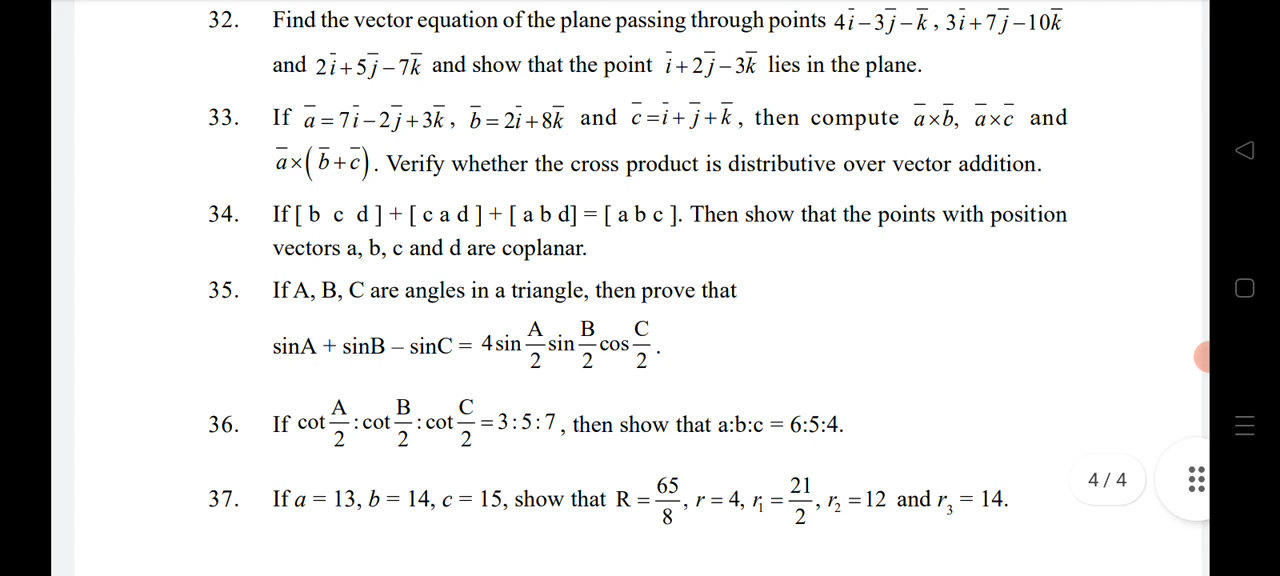 32. Find the vector equation of the plane passing through points 4i̅ − 3j̅ − k̅ , 3i̅ + 7j̅ − 10k̅
and 2i̅ + 5j̅ − 7k̅ and show that the point i̅ + 2j̅ − 3k̅ lies in the plane.
33. If a̅ = 7i̅ − 2j̅ + 3k̅ , b̅ = 2i̅ + 8k̅ and c̅ = i̅ + j̅ + k̅ , then compute a̅ × b̅, a̅ × c̅ and
a̅ × (b̅ + c̅). Verify whether the cross product is distributive over vector addition.
34. If [ b c d ] + [ c a d ] + [ a b d] = [ a b c ]. Then show that the points with position
vectors a, b, c and d are coplanar.
35. If A, B, C are angles in a triangle, then prove that
sinA + sinB – sinC = 4 sin A/2 sin B/2 cos C/2 .
36. If cot A/2 : cot B/2 : cot C/2 = 3 : 5 : 7 , then show that a:b:c = 6:5:4.
4 / 4
37. If a = 13, b = 14, c = 15, show that R = 65/8 , r = 4, r₁ = 21/2 , r₂ = 12 and r₃ = 14.